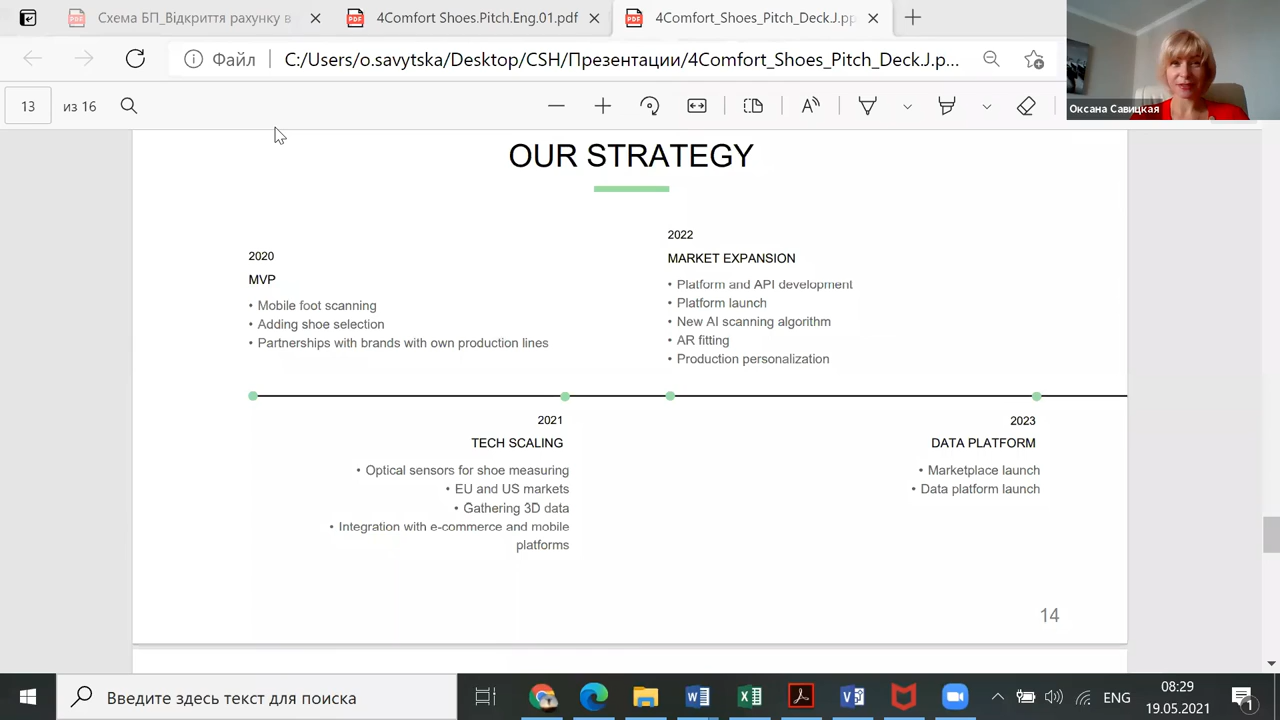 Схема БП_Відкриття рахунку в
4Comfort Shoes.Pitch.Eng.01.pdf
4Comfort_Shoes_Pitch_Deck.J.pp
Файл
C:/Users/o.savytska/Desktop/CSH/Презентации/4Comfort_Shoes_Pitch_Deck.J.p...
13
из 16
Оксана Савицкая
OUR STRATEGY
2020
MVP
• Mobile foot scanning
• Adding shoe selection
• Partnerships with brands with own production lines
2022
MARKET EXPANSION
• Platform and API development
• Platform launch
• New AI scanning algorithm
• AR fitting
• Production personalization
2021
TECH SCALING
• Optical sensors for shoe measuring
• EU and US markets
• Gathering 3D data
• Integration with e-commerce and mobile
platforms
2023
DATA PLATFORM
• Marketplace launch
• Data platform launch
14
Введите здесь текст для поиска
ENG
08:29
19.05.2021
1